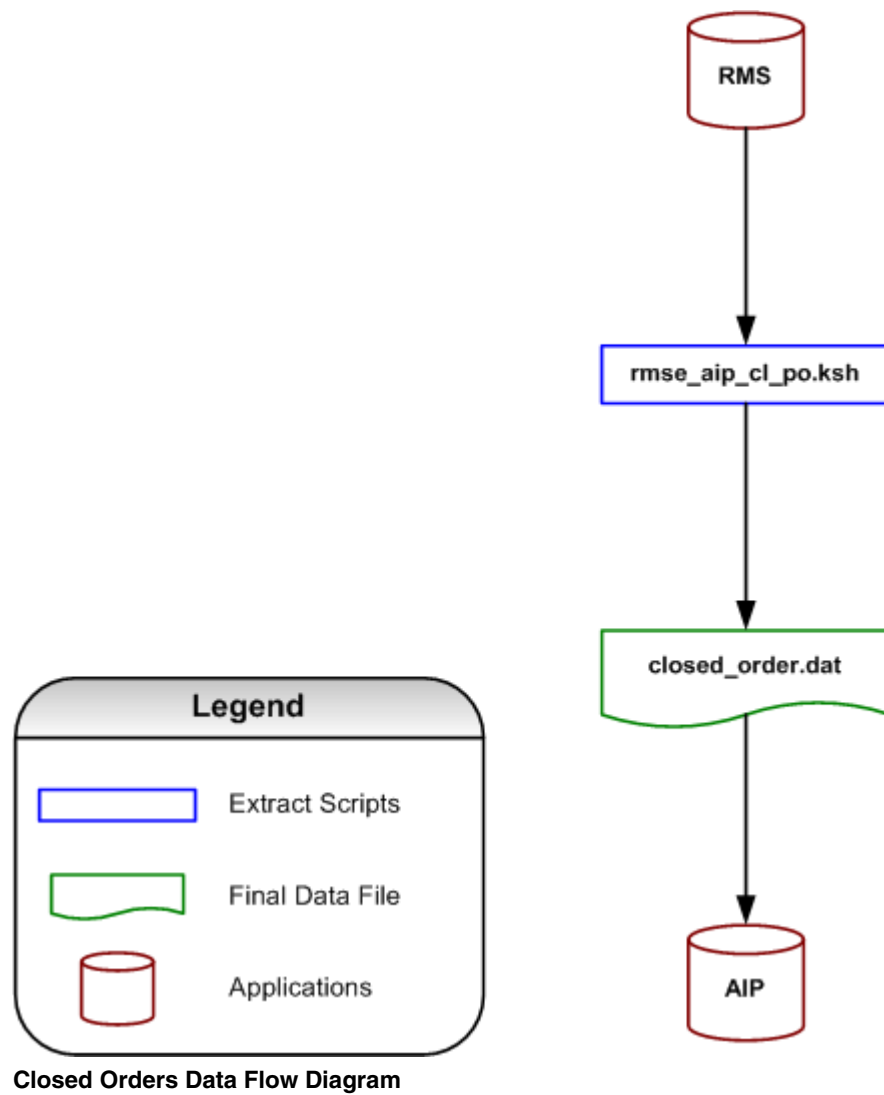 RMS
rmse_aip_cl_po.ksh
closed_order.dat
Legend
Extract Scripts
Final Data File
Applications
AIP
Closed Orders Data Flow Diagram